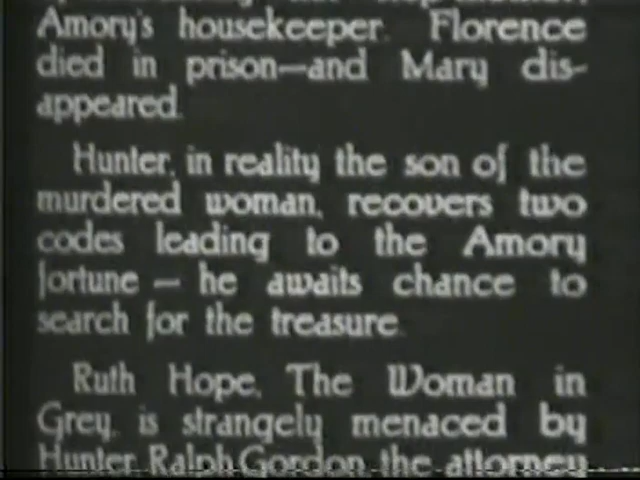 Amory's housekeeper. Florence
died in prison—and Mary dis-
appeared.
Hunter, in reality the son of the
murdered woman, recovers two
codes leading to the Amory
fortune — he awaits chance to
search for the treasure.
Ruth Hope, The Woman in
Grey, is strangely menaced by
Hunter. Ralph Gordon, the attorney